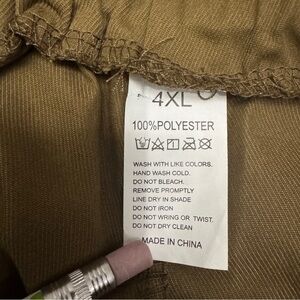 4XL
100%POLYESTER
WASH WITH LIKE COLORS.
HAND WASH COLD.
DO NOT BLEACH.
REMOVE PROMPTLY
LINE DRY IN SHADE
DO NOT IRON
DO NOT WRING OR TWIST.
DO NOT DRY CLEAN
MADE IN CHINA